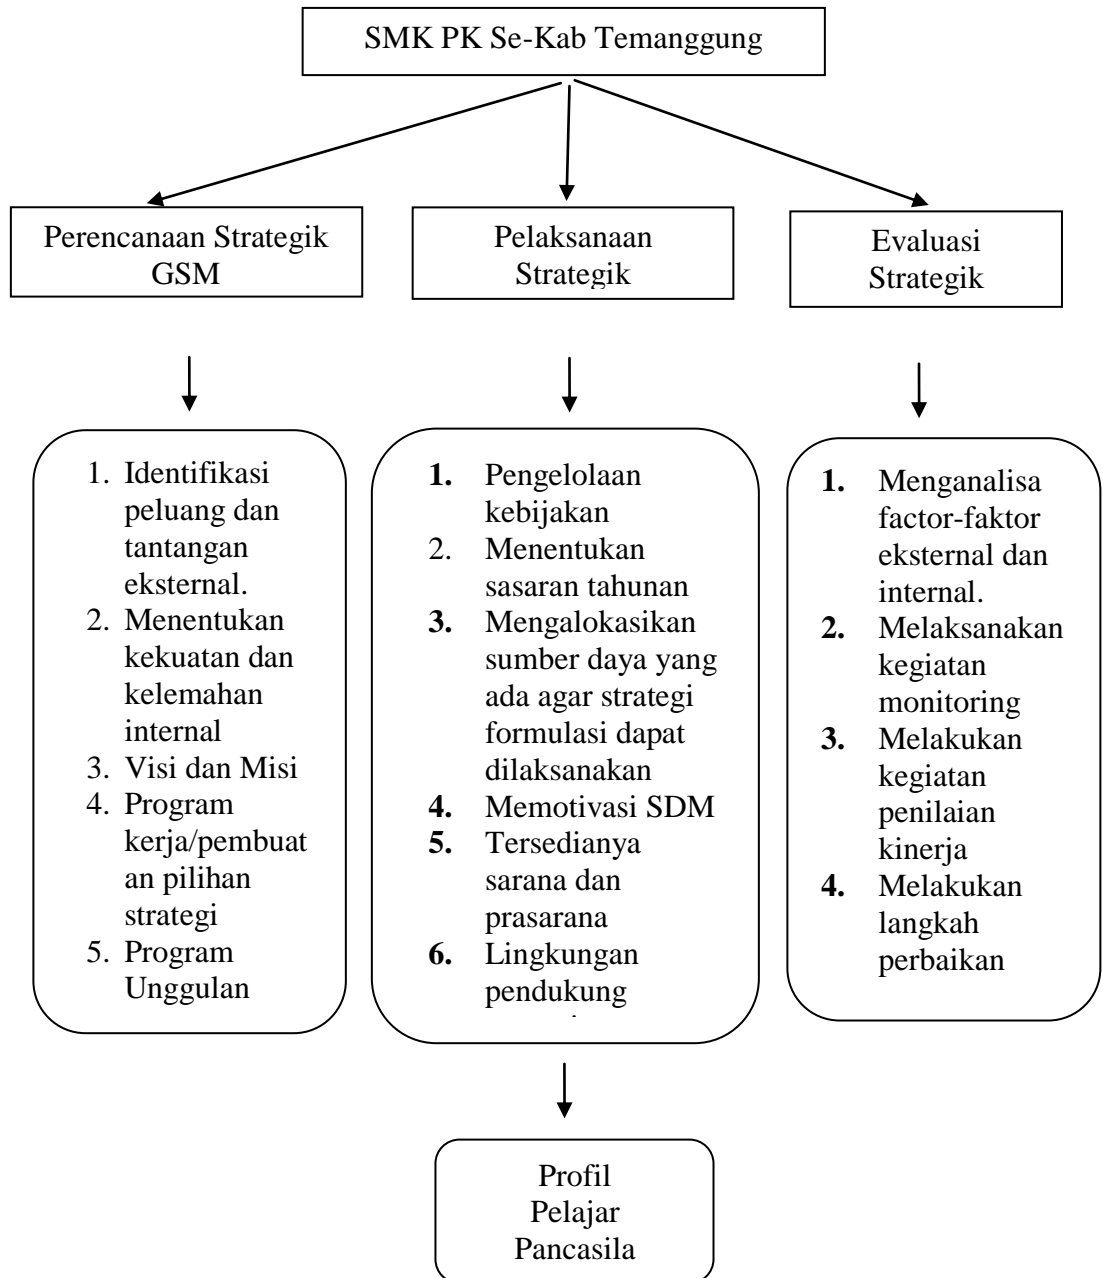 SMK PK Se-Kab Temanggung
Perencanaan Strategik
GSM
Pelaksanaan
Strategik
Evaluasi
Strategik
1. Identifikasi
peluang dan
tantangan
eksternal.
2. Menentukan
kekuatan dan
kelemahan
internal
3. Visi dan Misi
4. Program
kerja/pembuat
an pilihan
strategi
5. Program
Unggulan
1. Pengelolaan
kebijakan
2. Menentukan
sasaran tahunan
3. Mengalokasikan
sumber daya yang
ada agar strategi
formulasi dapat
dilaksanakan
4. Memotivasi SDM
5. Tersedianya
sarana dan
prasarana
6. Lingkungan
pendukung
1. Menganalisa
factor-faktor
eksternal dan
internal.
2. Melaksanakan
kegiatan
monitoring
3. Melakukan
kegiatan
penilaian
kinerja
4. Melakukan
langkah
perbaikan
Profil
Pelajar
Pancasila